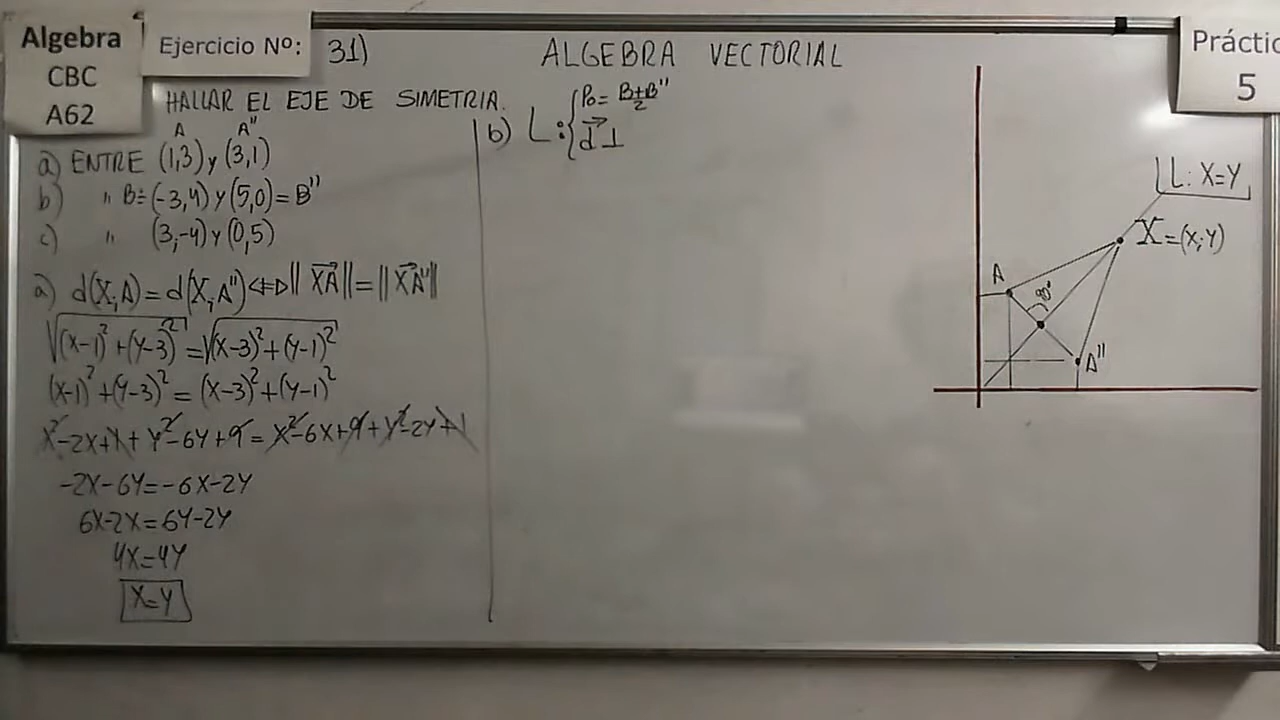 Algebra
CBC
A62
Ejercicio Nº: 31)
ALGEBRA VECTORIAL
Práctic
5
HALLAR EL EJE DE SIMETRIA.
A A''
a) ENTRE (1,3) y (3,1)
b) " B=(-3,4) y (5,0)=B''
c) " (3,-4) y (0,5)
a) d(X,A)=d(X,A'')⇔||XA||=||XA''||
√(x-1)²+(y-3)²=√(x-3)²+(y-1)²
(x-1)²+(y-3)²=(x-3)²+(y-1)²
x²-2x+1+y²-6y+9=x²-6x+9+y²-2y+1
-2x-6y=-6x-2y
6x-2x=6y-2y
4x=4y
x=y
b) L:{P₀=B+B''/2
d⊥
L: x=y
X=(x;y)
A
A''